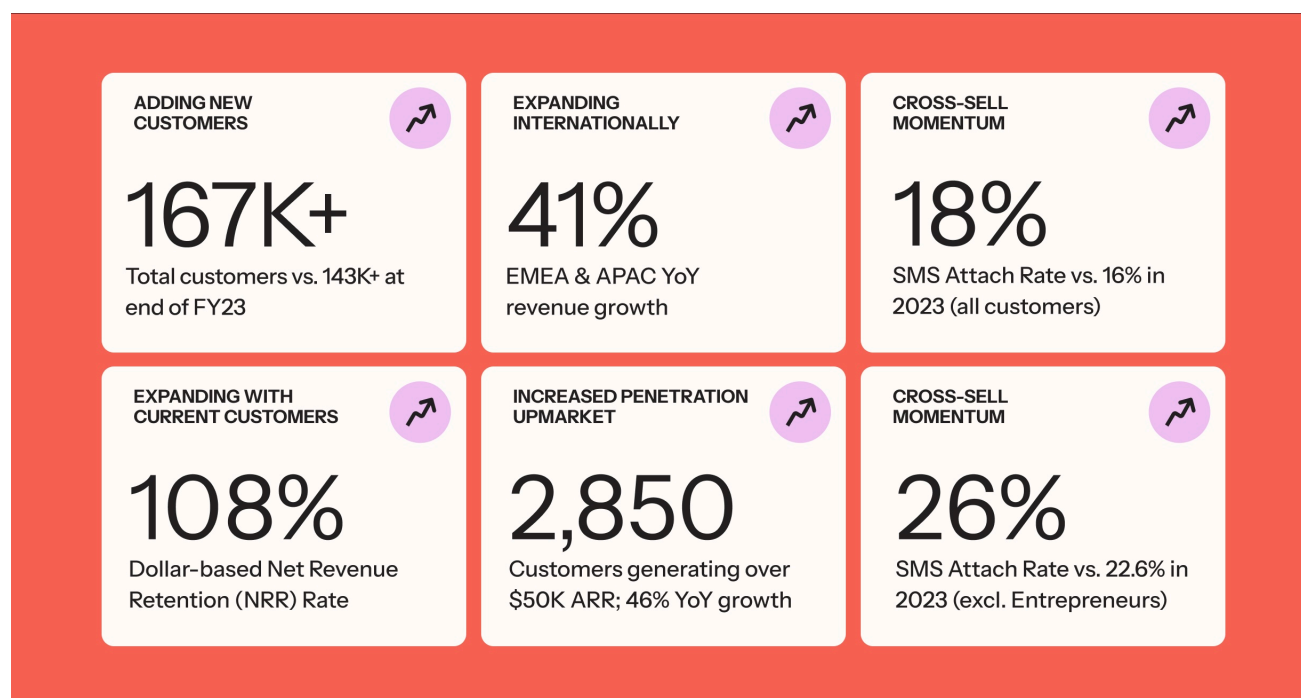 ADDING NEW
CUSTOMERS
167K+
Total customers vs. 143K+ at
end of FY23
EXPANDING
INTERNATIONALLY
41%
EMEA & APAC YoY
revenue growth
CROSS-SELL
MOMENTUM
18%
SMS Attach Rate vs. 16% in
2023 (all customers)
EXPANDING WITH
CURRENT CUSTOMERS
108%
Dollar-based Net Revenue
Retention (NRR) Rate
INCREASED PENETRATION
UPMARKET
2,850
Customers generating over
$50K ARR; 46% YoY growth
CROSS-SELL
MOMENTUM
26%
SMS Attach Rate vs. 22.6% in
2023 (excl. Entrepreneurs)